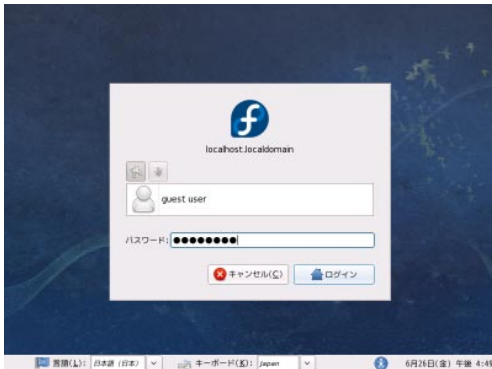 localhost.localdomain
guest user
パスワード:
キャンセル(C) ログイン
言語(L): 日本語 (日本) キーボード(K): Japan 6月26日(金) 午後 4:49